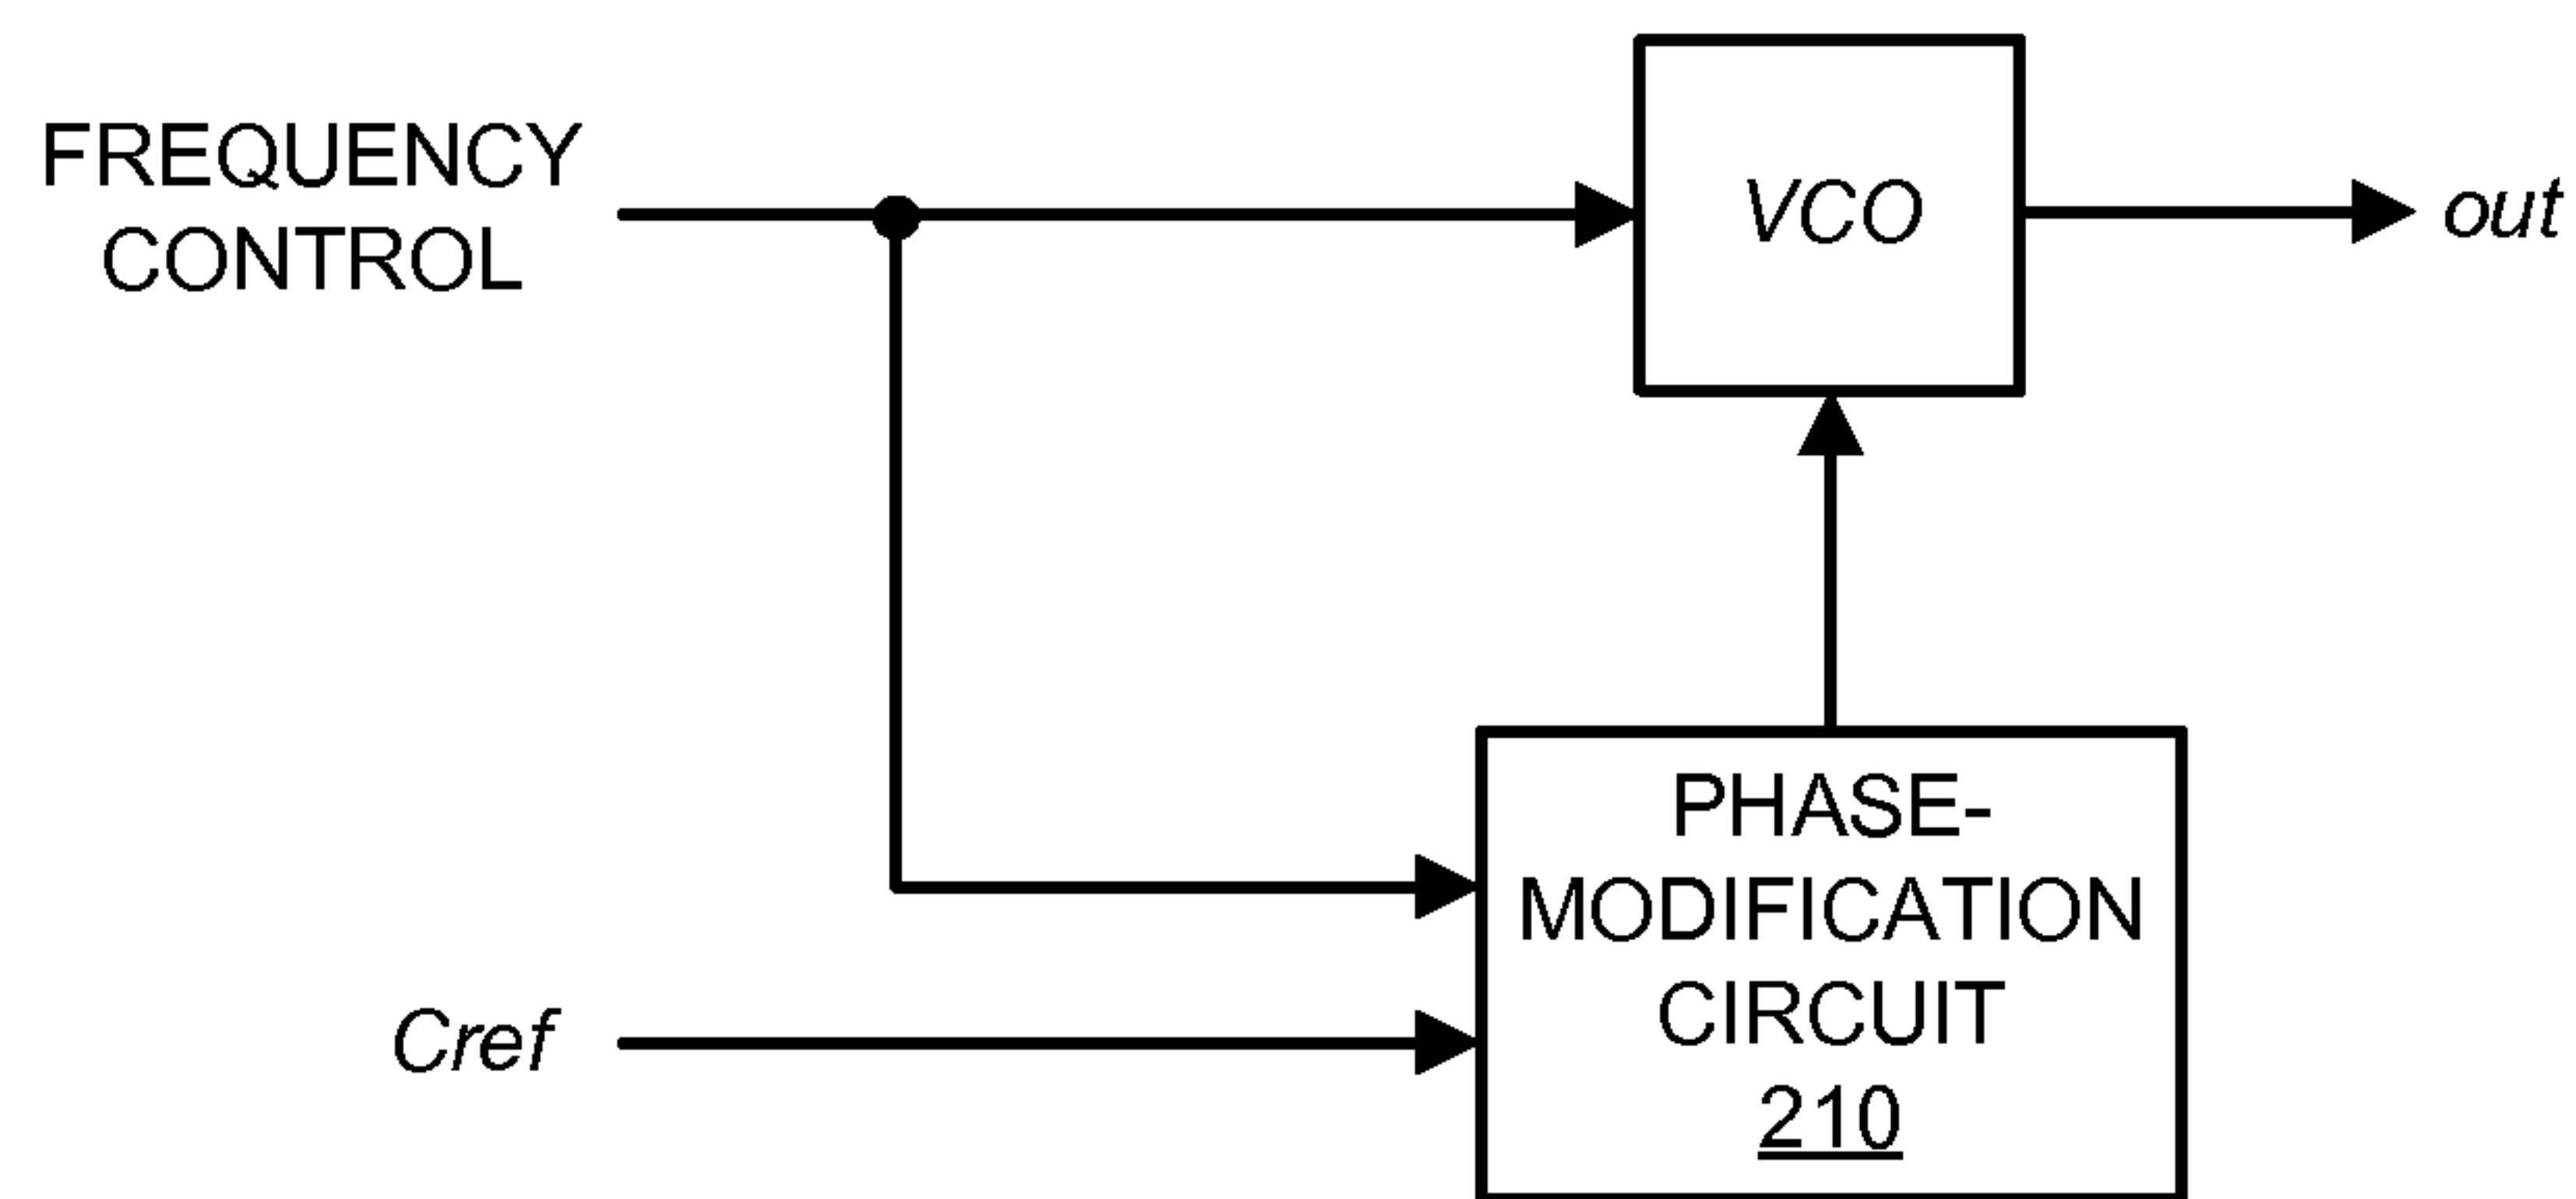 FREQUENCY
CONTROL
VCO
out
Cref
PHASE-
MODIFICATION
CIRCUIT
210